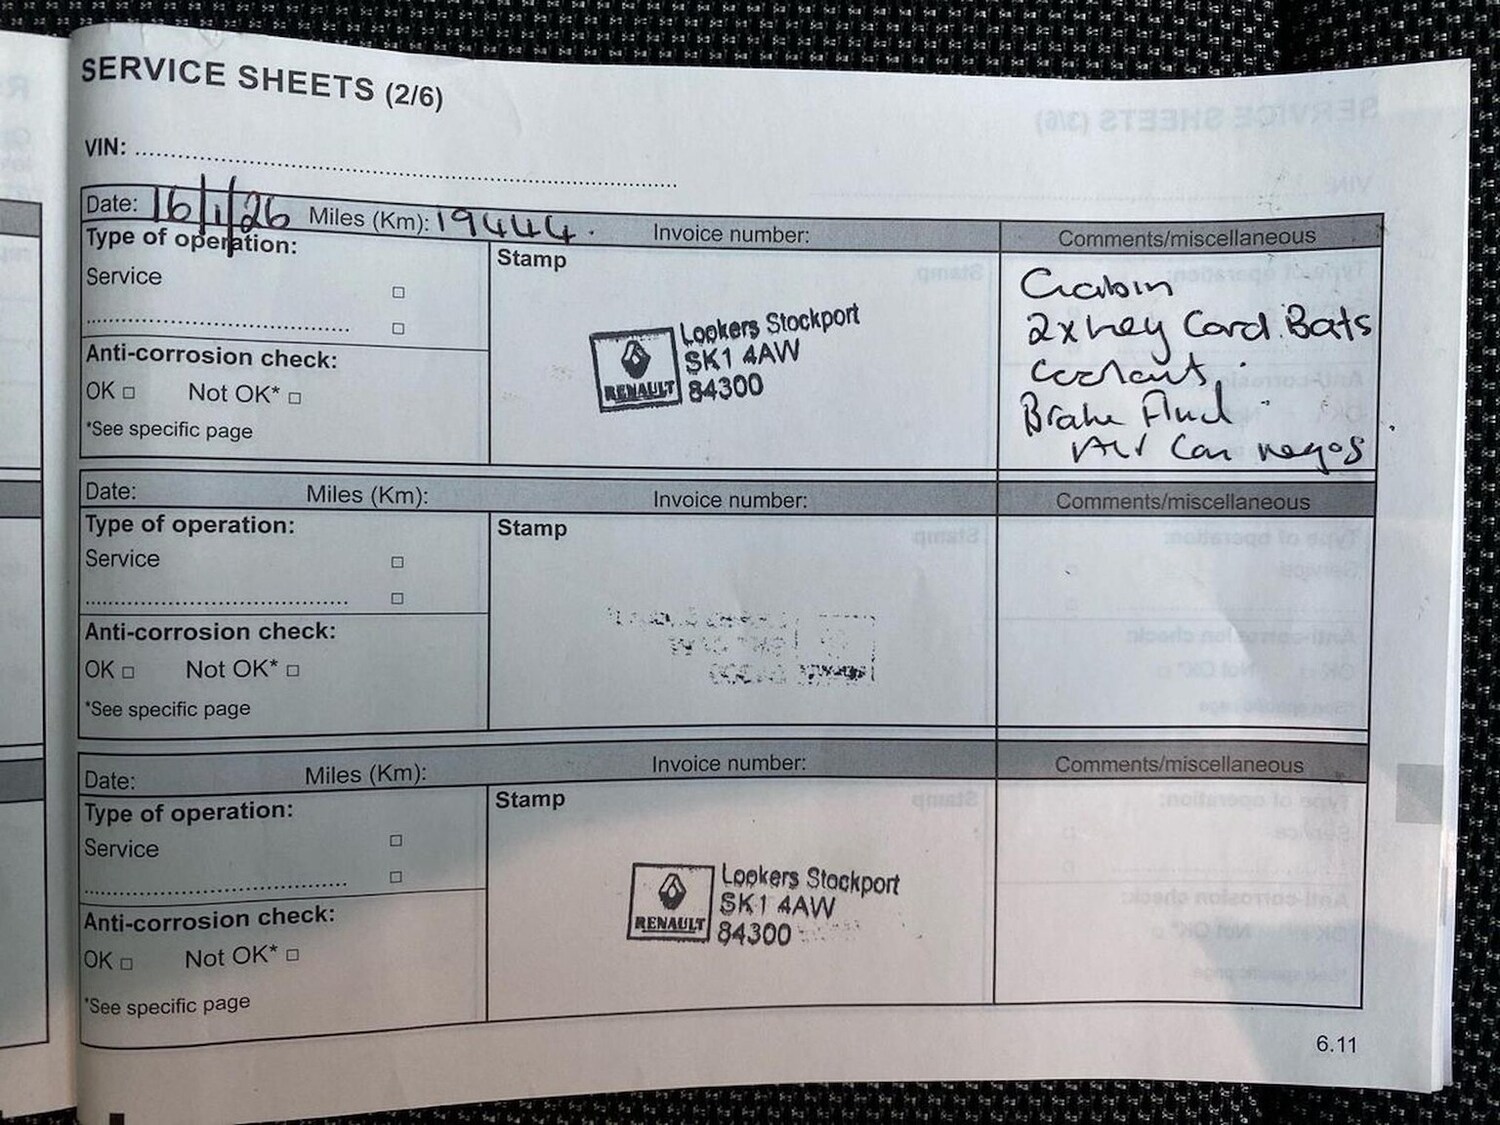 SERVICE SHEETS (2/6)
VIN:
Date: 16/1/26 Miles (Km): 19444. Invoice number: Comments/miscellaneous
Type of operation:
Service
Anti-corrosion check:
OK □ Not OK* □
*See specific page
Stamp
RENAULT
Lookers Stockport
SK1 4AW
84300
Cabin
2x Key Card Bats
Coolant
Brake Fluid
Date: Miles (Km): Invoice number: Comments/miscellaneous
Type of operation:
Service
Anti-corrosion check:
OK □ Not OK* □
*See specific page
Stamp
Date: Miles (Km): Invoice number: Comments/miscellaneous
Type of operation:
Service
Anti-corrosion check:
OK □ Not OK* □
*See specific page
Stamp
RENAULT
Lookers Stockport
SK1 4AW
84300
6.11